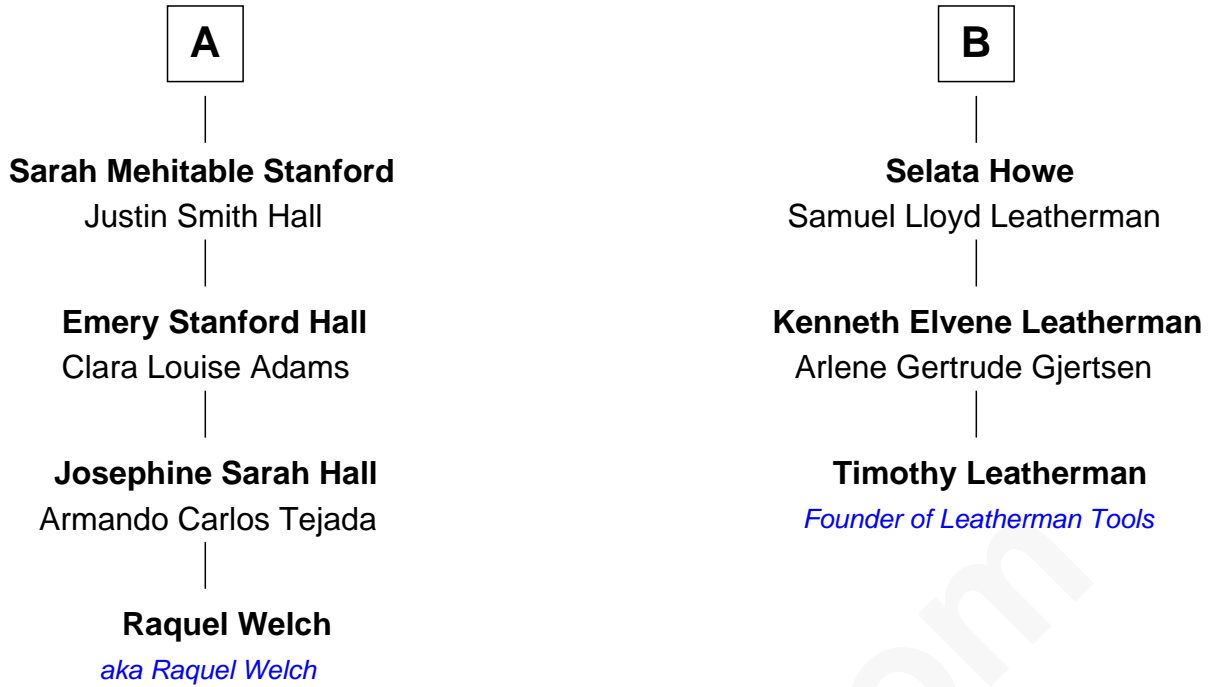 A
Sarah Mehitable Stanford
Justin Smith Hall
Emery Stanford Hall
Clara Louise Adams
Josephine Sarah Hall
Armando Carlos Tejada
Raquel Welch
aka Raquel Welch
B
Selata Howe
Samuel Lloyd Leatherman
Kenneth Elvene Leatherman
Arlene Gertrude Gjertsen
Timothy Leatherman
Founder of Leatherman Tools
om